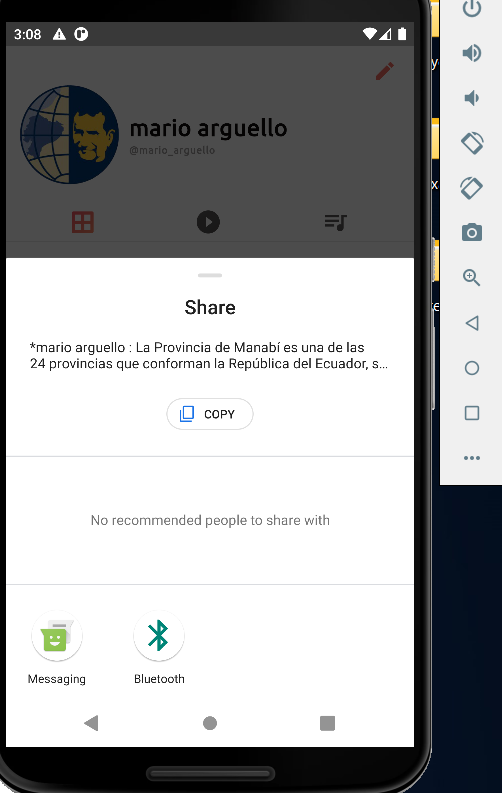 3:08
y
mario arguello
@mario_arguello
x
Share
e
*mario arguello : La Provincia de Manabí es una de las
24 provincias que conforman la República del Ecuador, s...
COPY
No recommended people to share with
Messaging
Bluetooth